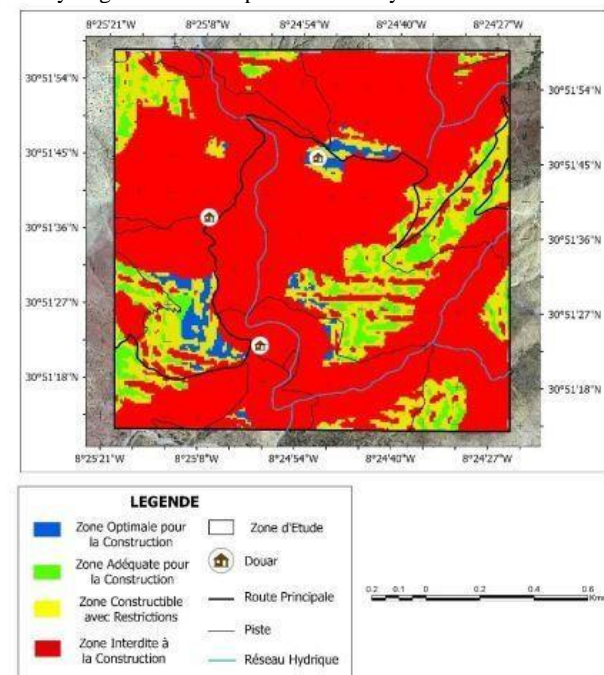 8°25'21"W 8°25'8"W 8°24'54"W 8°24'40"W 8°24'27"W
30°51'54"N 30°51'54"N
30°51'45"N 30°51'45"N
30°51'36"N 30°51'36"N
30°51'27"N 30°51'27"N
30°51'18"N 30°51'18"N
8°25'21"W 8°25'8"W 8°24'54"W 8°24'40"W 8°24'27"W
LEGENDE
Zone Optimale pour
la Construction
Zone Adéquate pour
la Construction
Zone Constructible
avec Restrictions
Zone Interdite à
la Construction
Zone d'Etude
Douar
Route Principale
Piste
Réseau Hydrique
0.2 0.1 0 0.2 0.4 0.6
Kms